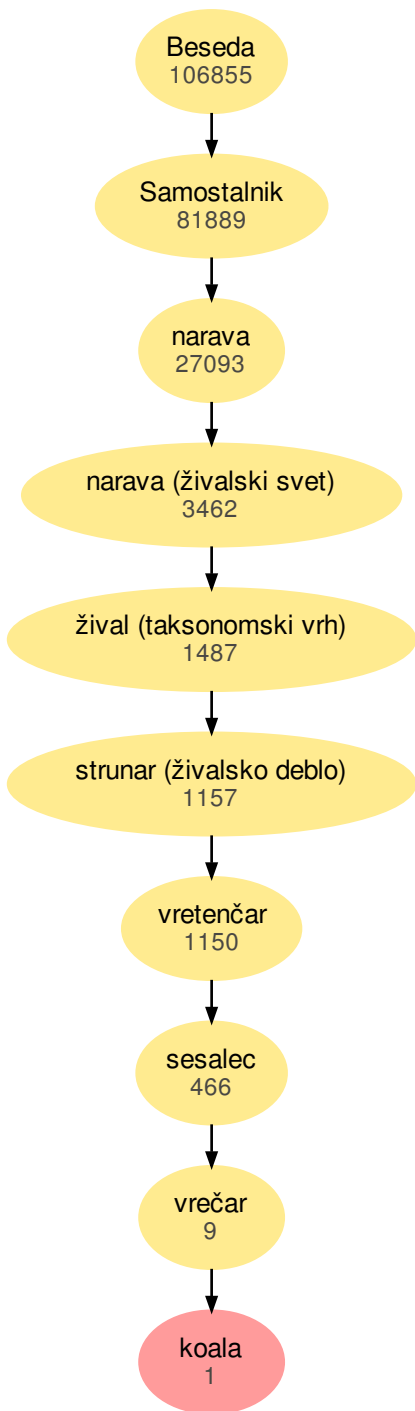 Beseda
106855
Samostalnik
81889
narava
27093
narava (živalski svet)
3462
žival (taksonomski vrh)
1487
strunar (živalsko deblo)
1157
vretenčar
1150
sesalec
466
vrečar
9
koala
1